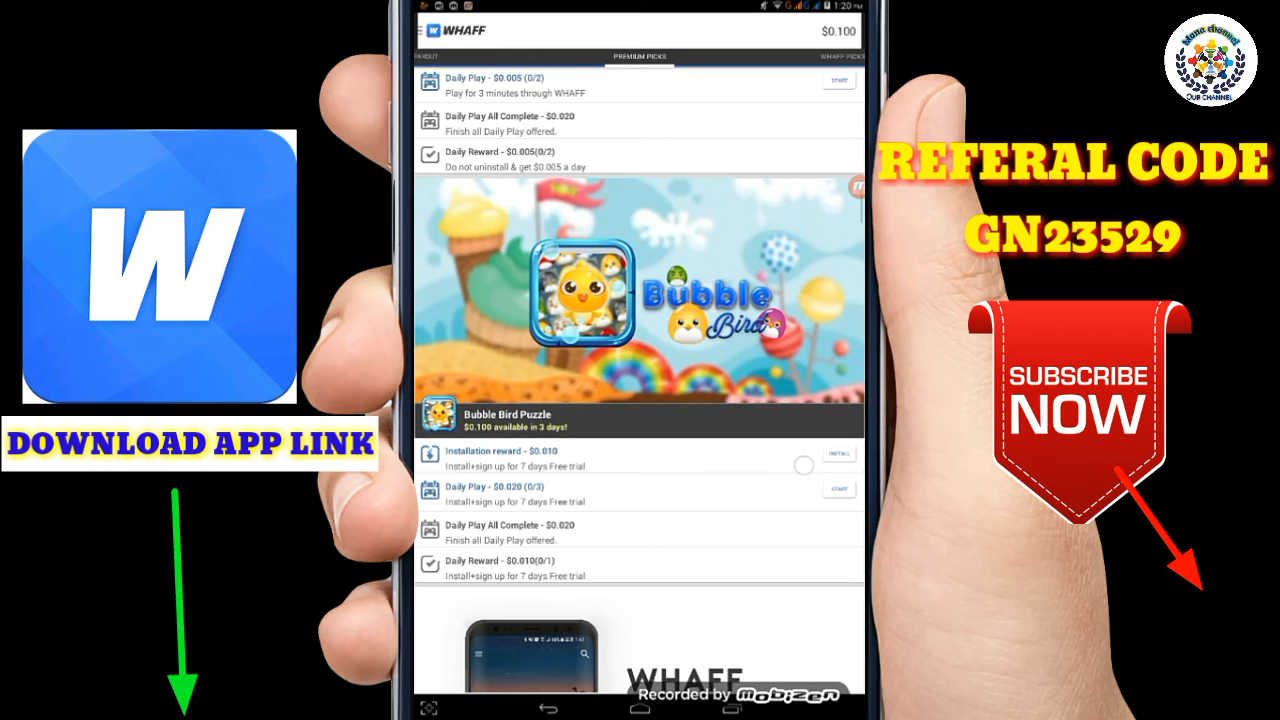 1:20 PM
W WHAFF
$0.100
PAYOUT
PREMIUM PICKS
WHAFF PICKS
Daily Play - $0.005 (0/2)
Play for 3 minutes through WHAFF
START
Daily Play All Complete - $0.020
Finish all Daily Play offered.
Daily Reward - $0.005(0/2)
Do not uninstall & get $0.005 a day
Bubble
Bird
Bubble Bird Puzzle
$0.100 available in 3 days!
Installation reward - $0.010
Install+sign up for 7 days Free trial
INSTALL
Daily Play - $0.020 (0/3)
Install+sign up for 7 days Free trial
START
Daily Play All Complete - $0.020
Finish all Daily Play offered.
Daily Reward - $0.010(0/1)
Install+sign up for 7 days Free trial
WHAFF
Recorded by Mobizen
W
DOWNLOAD APP LINK
Mana channel
OUR CHANNEL
REFERAL CODE
GN23529
SUBSCRIBE
NOW